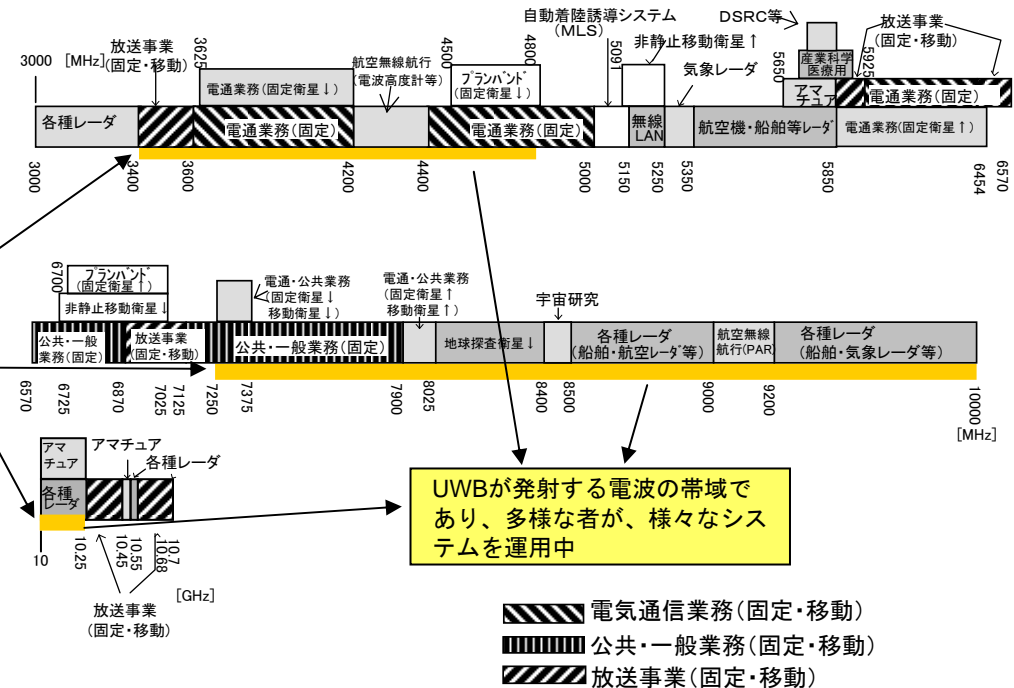 自動着陸誘導システム
(MLS)
DSRC等
放送事業
(固定・移動)
放送事業
(固定・移動)
3000 [MHz]
3625
航空無線航行
(電波高度計等)
4500
4800
5091
非静止移動衛星↑
気象レーダ
5650
産業科学
医療用
5925
電通業務(固定衛星↓)
プランバンド
(固定衛星↓)
アマ
チュア
電通業務(固定)
各種レーダ
電通業務(固定)
電通業務(固定)
無線
LAN
航空機・船舶等レーダ
電通業務(固定衛星↑)
3000
3400
3600
4200
4400
5000
5150
5250
5350
5850
6454
6570
6700
プランバンド
(固定衛星↑)
非静止移動衛星↓
電通・公共業務
(固定衛星↓
移動衛星↓)
電通・公共業務
(固定衛星↑
移動衛星↑)
宇宙研究
公共・一般
業務(固定)
放送事業
(固定・移動)
公共・一般業務(固定)
地球探査衛星↓
各種レーダ
(船舶・航空レーダ等)
航空無線
航行(PAR)
各種レーダ
(船舶・気象レーダ等)
6570
6725
6870
7025
7125
7250
7375
7900
8025
8400
8500
9000
9200
10000
[MHz]
アマ
チュア
アマチュア
各種レーダ
各種
レーダ
10
10.25
10.45
10.55
10.68
10.7
[GHz]
放送事業
(固定・移動)
UWBが発射する電波の帯域で
あり、多様な者が、様々なシス
テムを運用中
電気通信業務(固定・移動)
公共・一般業務(固定・移動)
放送事業(固定・移動)